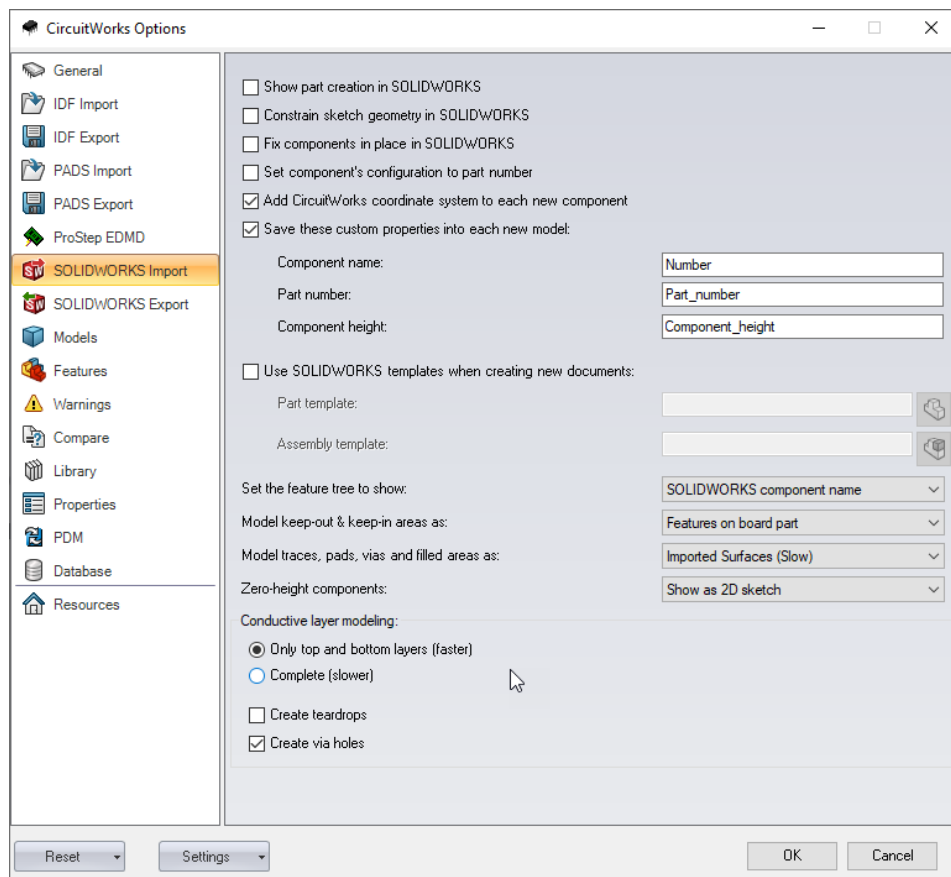 CircuitWorks Options
General
IDF Import
IDF Export
PADS Import
PADS Export
ProStep EDMD
SOLIDWORKS Import
SOLIDWORKS Export
Models
Features
Warnings
Compare
Library
Properties
PDM
Database
Resources
Show part creation in SOLIDWORKS
Constrain sketch geometry in SOLIDWORKS
Fix components in place in SOLIDWORKS
Set component's configuration to part number
Add CircuitWorks coordinate system to each new component
Save these custom properties into each new model:
Component name: Number
Part number: Part_number
Component height: Component_height
Use SOLIDWORKS templates when creating new documents:
Part template:
Assembly template:
Set the feature tree to show: SOLIDWORKS component name
Model keep-out & keep-in areas as: Features on board part
Model traces, pads, vias and filled areas as: Imported Surfaces (Slow)
Zero-height components: Show as 2D sketch
Conductive layer modeling:
Only top and bottom layers (faster)
Complete (slower)
Create teardrops
Create via holes
Reset Settings OK Cancel